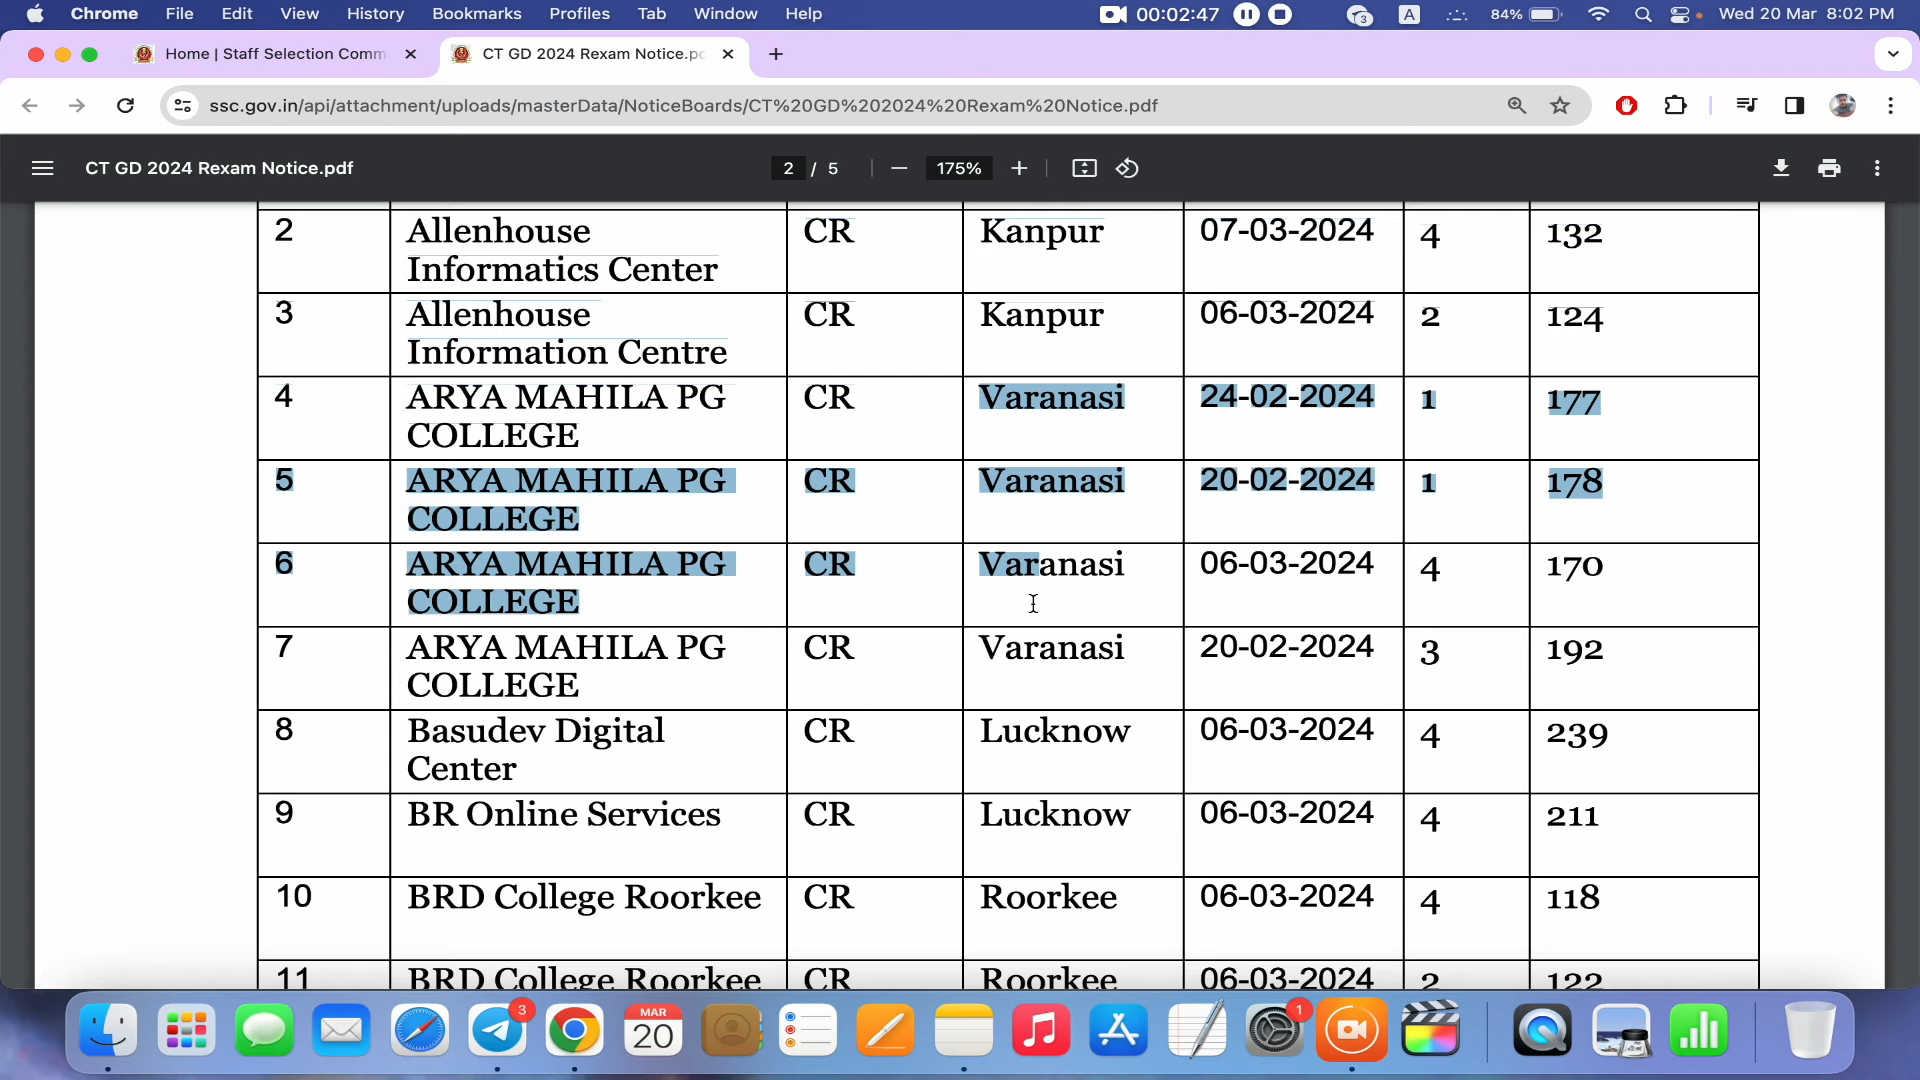 Chrome File Edit View History Bookmarks Profiles Tab Window Help 00:02:47 3 A 84% Wed 20 Mar 8:02 PM
Home | Staff Selection Comm CT GD 2024 Rexam Notice.pc
ssc.gov.in/api/attachment/uploads/masterData/NoticeBoards/CT%20GD%202024%20Rexam%20Notice.pdf
CT GD 2024 Rexam Notice.pdf 2 / 5 175%
2 Allenhouse CR Kanpur 07-03-2024 4 132
Informatics Center
3 Allenhouse CR Kanpur 06-03-2024 2 124
Information Centre
4 ARYA MAHILA PG CR Varanasi 24-02-2024 1 177
COLLEGE
5 ARYA MAHILA PG CR Varanasi 20-02-2024 1 178
COLLEGE
6 ARYA MAHILA PG CR Varanasi 06-03-2024 4 170
COLLEGE
7 ARYA MAHILA PG CR Varanasi 20-02-2024 3 192
COLLEGE
8 Basudev Digital CR Lucknow 06-03-2024 4 239
Center
9 BR Online Services CR Lucknow 06-03-2024 4 211
10 BRD College Roorkee CR Roorkee 06-03-2024 4 118
11 BRD College Roorkee CR Roorkee 06-03-2024 2 122
3 MAR 1
20